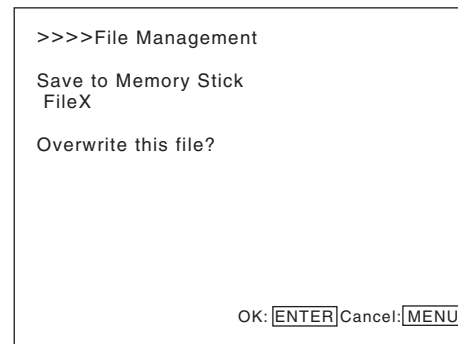 >>>>File Management
Save to Memory Stick
FileX
Overwrite this file?
OK: ENTER Cancel: MENU